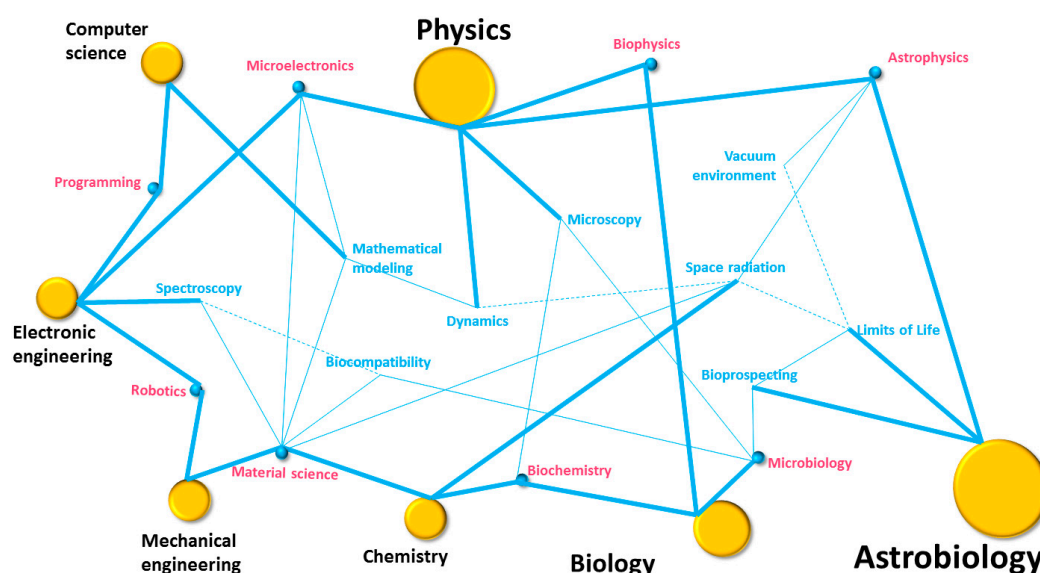 Computer
science
Physics
Biophysics
Microelectronics
Astrophysics
Vacuum
environment
Programming
Microscopy
Mathematical
modeling
Space radiation
Spectroscopy
Dynamics
Electronic
engineering
Limits of Life
Biocompatibility
Bioprospecting
Robotics
Material science
Biochemistry
Microbiology
Mechanical
engineering
Chemistry
Biology
Astrobiology